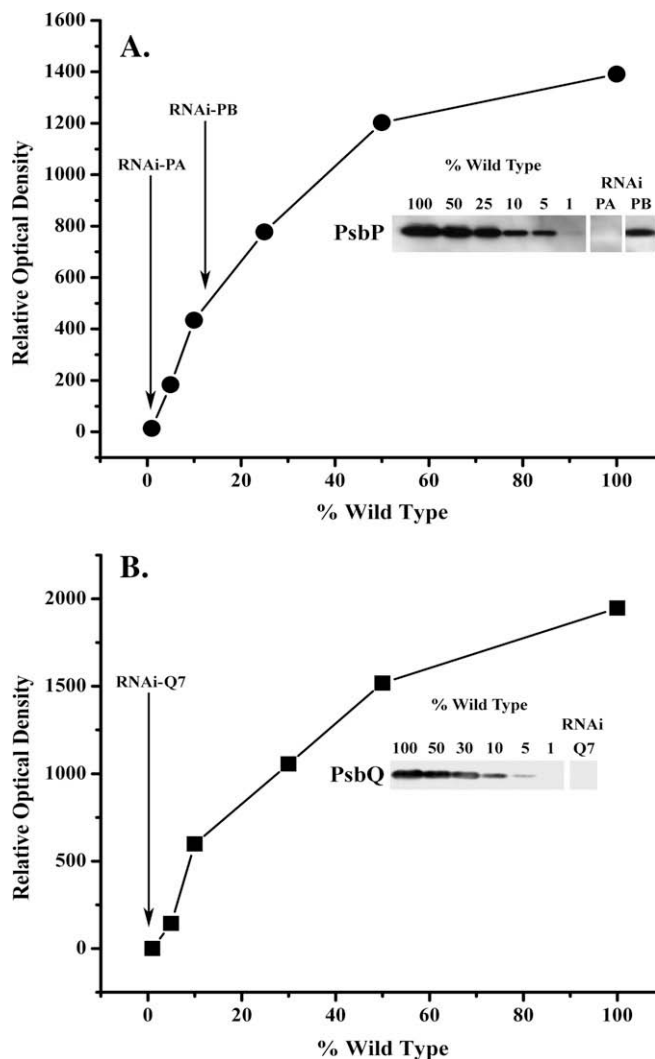 A.
1600
1400
1200
1000
800
600
400
200
0
Relative Optical Density
RNAi-PB
RNAi-PA
% Wild Type
RNAi
100 50 25 10 5 1 PA PB
PsbP
0 20 40 60 80 100
% Wild Type
B.
2000
1500
1000
500
0
Relative Optical Density
RNAi-Q7
% Wild Type
RNAi
100 50 30 10 5 1 Q7
PsbQ
0 20 40 60 80 100
% Wild Type